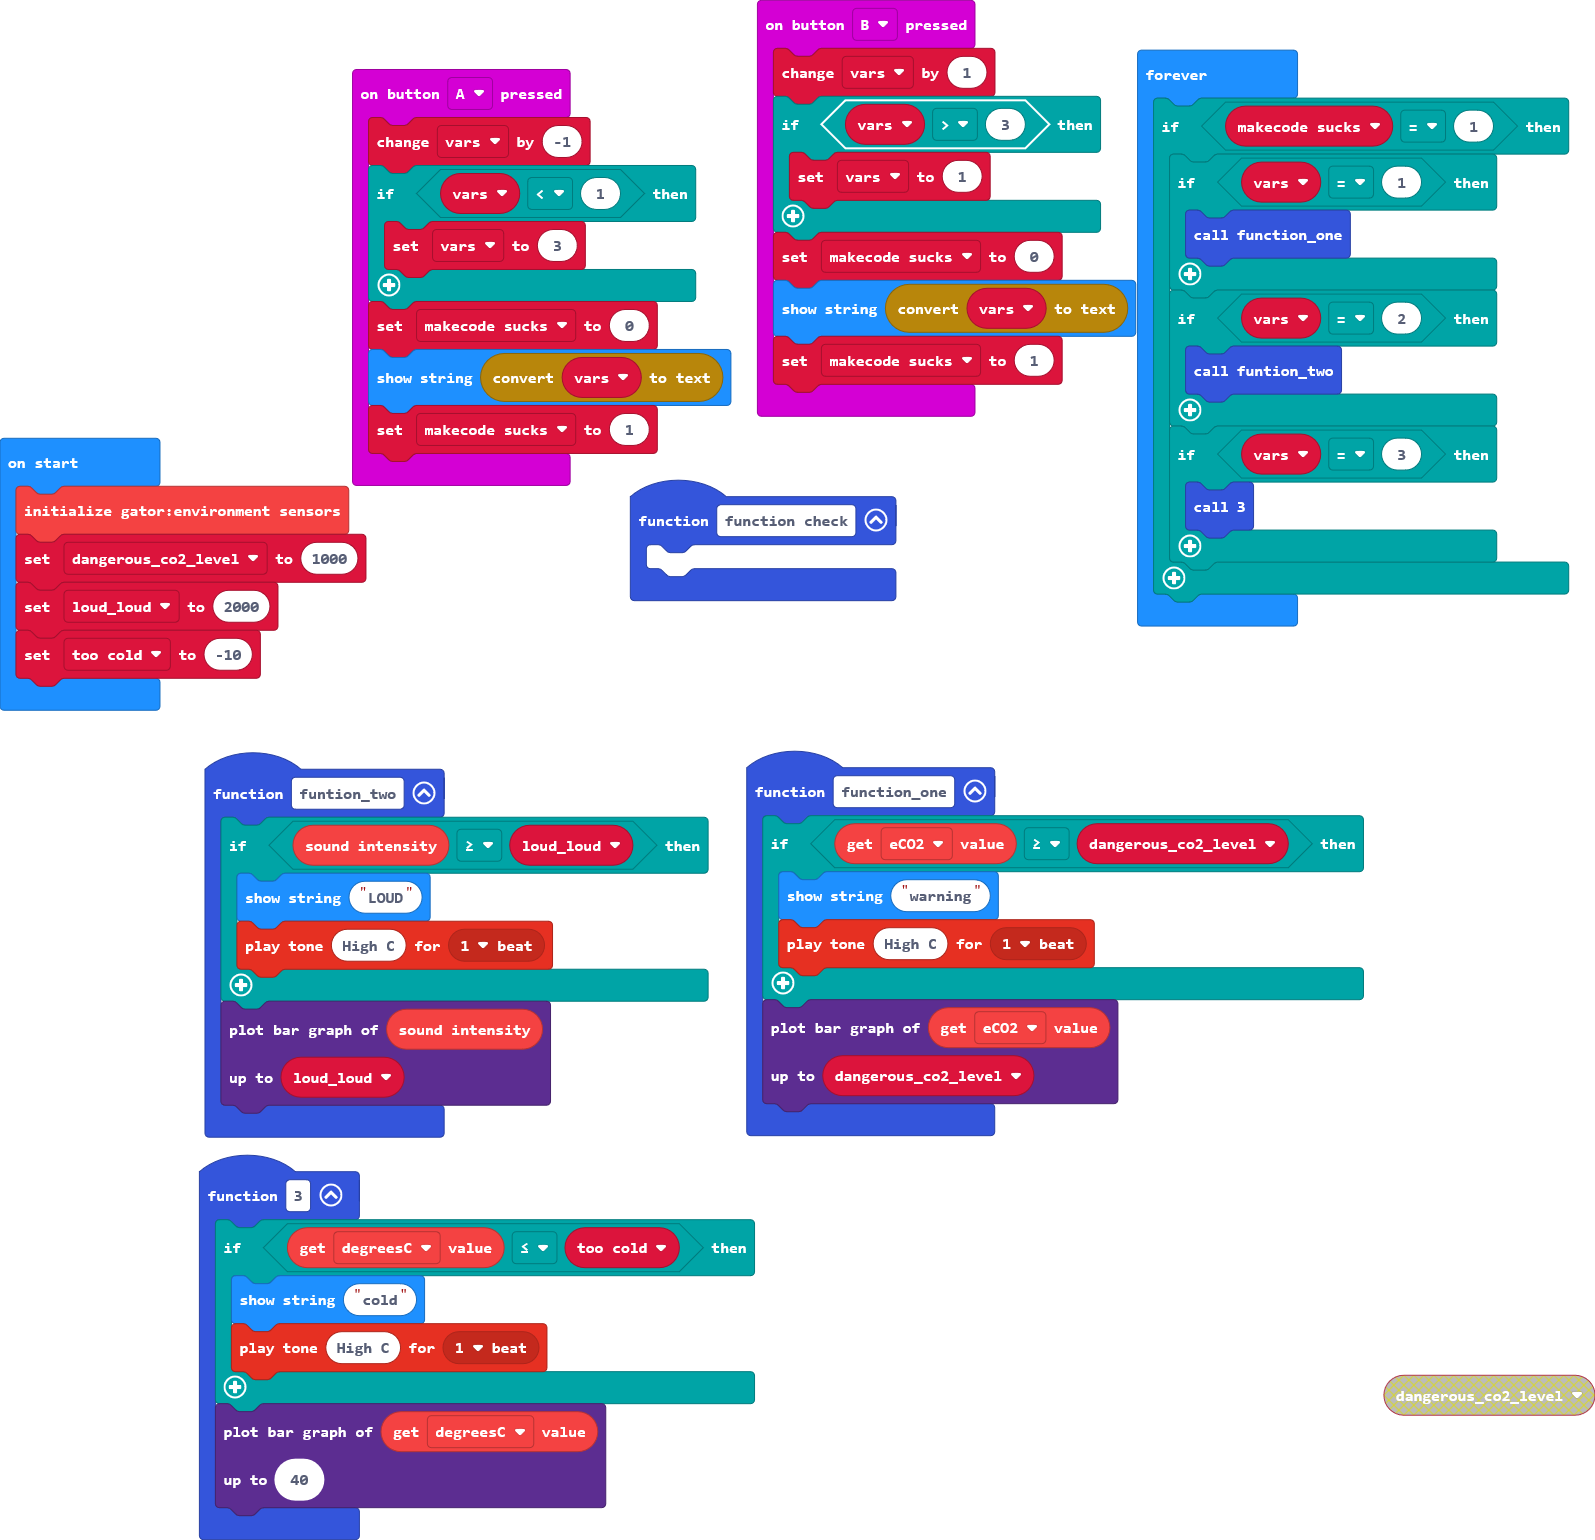 on button A pressed
change vars by -1
if vars < 1 then
set vars to 3
set makecode sucks to 0
show string convert vars to text
set makecode sucks to 1
on button B pressed
change vars by 1
if vars > 3 then
set vars to 1
set makecode sucks to 0
show string convert vars to text
set makecode sucks to 1
forever
if makecode sucks = 1 then
if vars = 1 then
call function_one
if vars = 2 then
call funtion_two
if vars = 3 then
call 3
on start
initialize gator:environment sensors
set dangerous_co2_level to 1000
set loud_loud to 2000
set too cold to -10
function function check
function funtion_two
if sound intensity ≥ loud_loud then
show string "LOUD"
play tone High C for 1 beat
plot bar graph of sound intensity
up to loud_loud
function function_one
if get eCO2 value ≥ dangerous_co2_level then
show string "warning"
play tone High C for 1 beat
plot bar graph of get eCO2 value
up to dangerous_co2_level
function 3
if get degreesC value ≤ too cold then
show string "cold"
play tone High C for 1 beat
plot bar graph of get degreesC value
up to 40
dangerous_co2_level